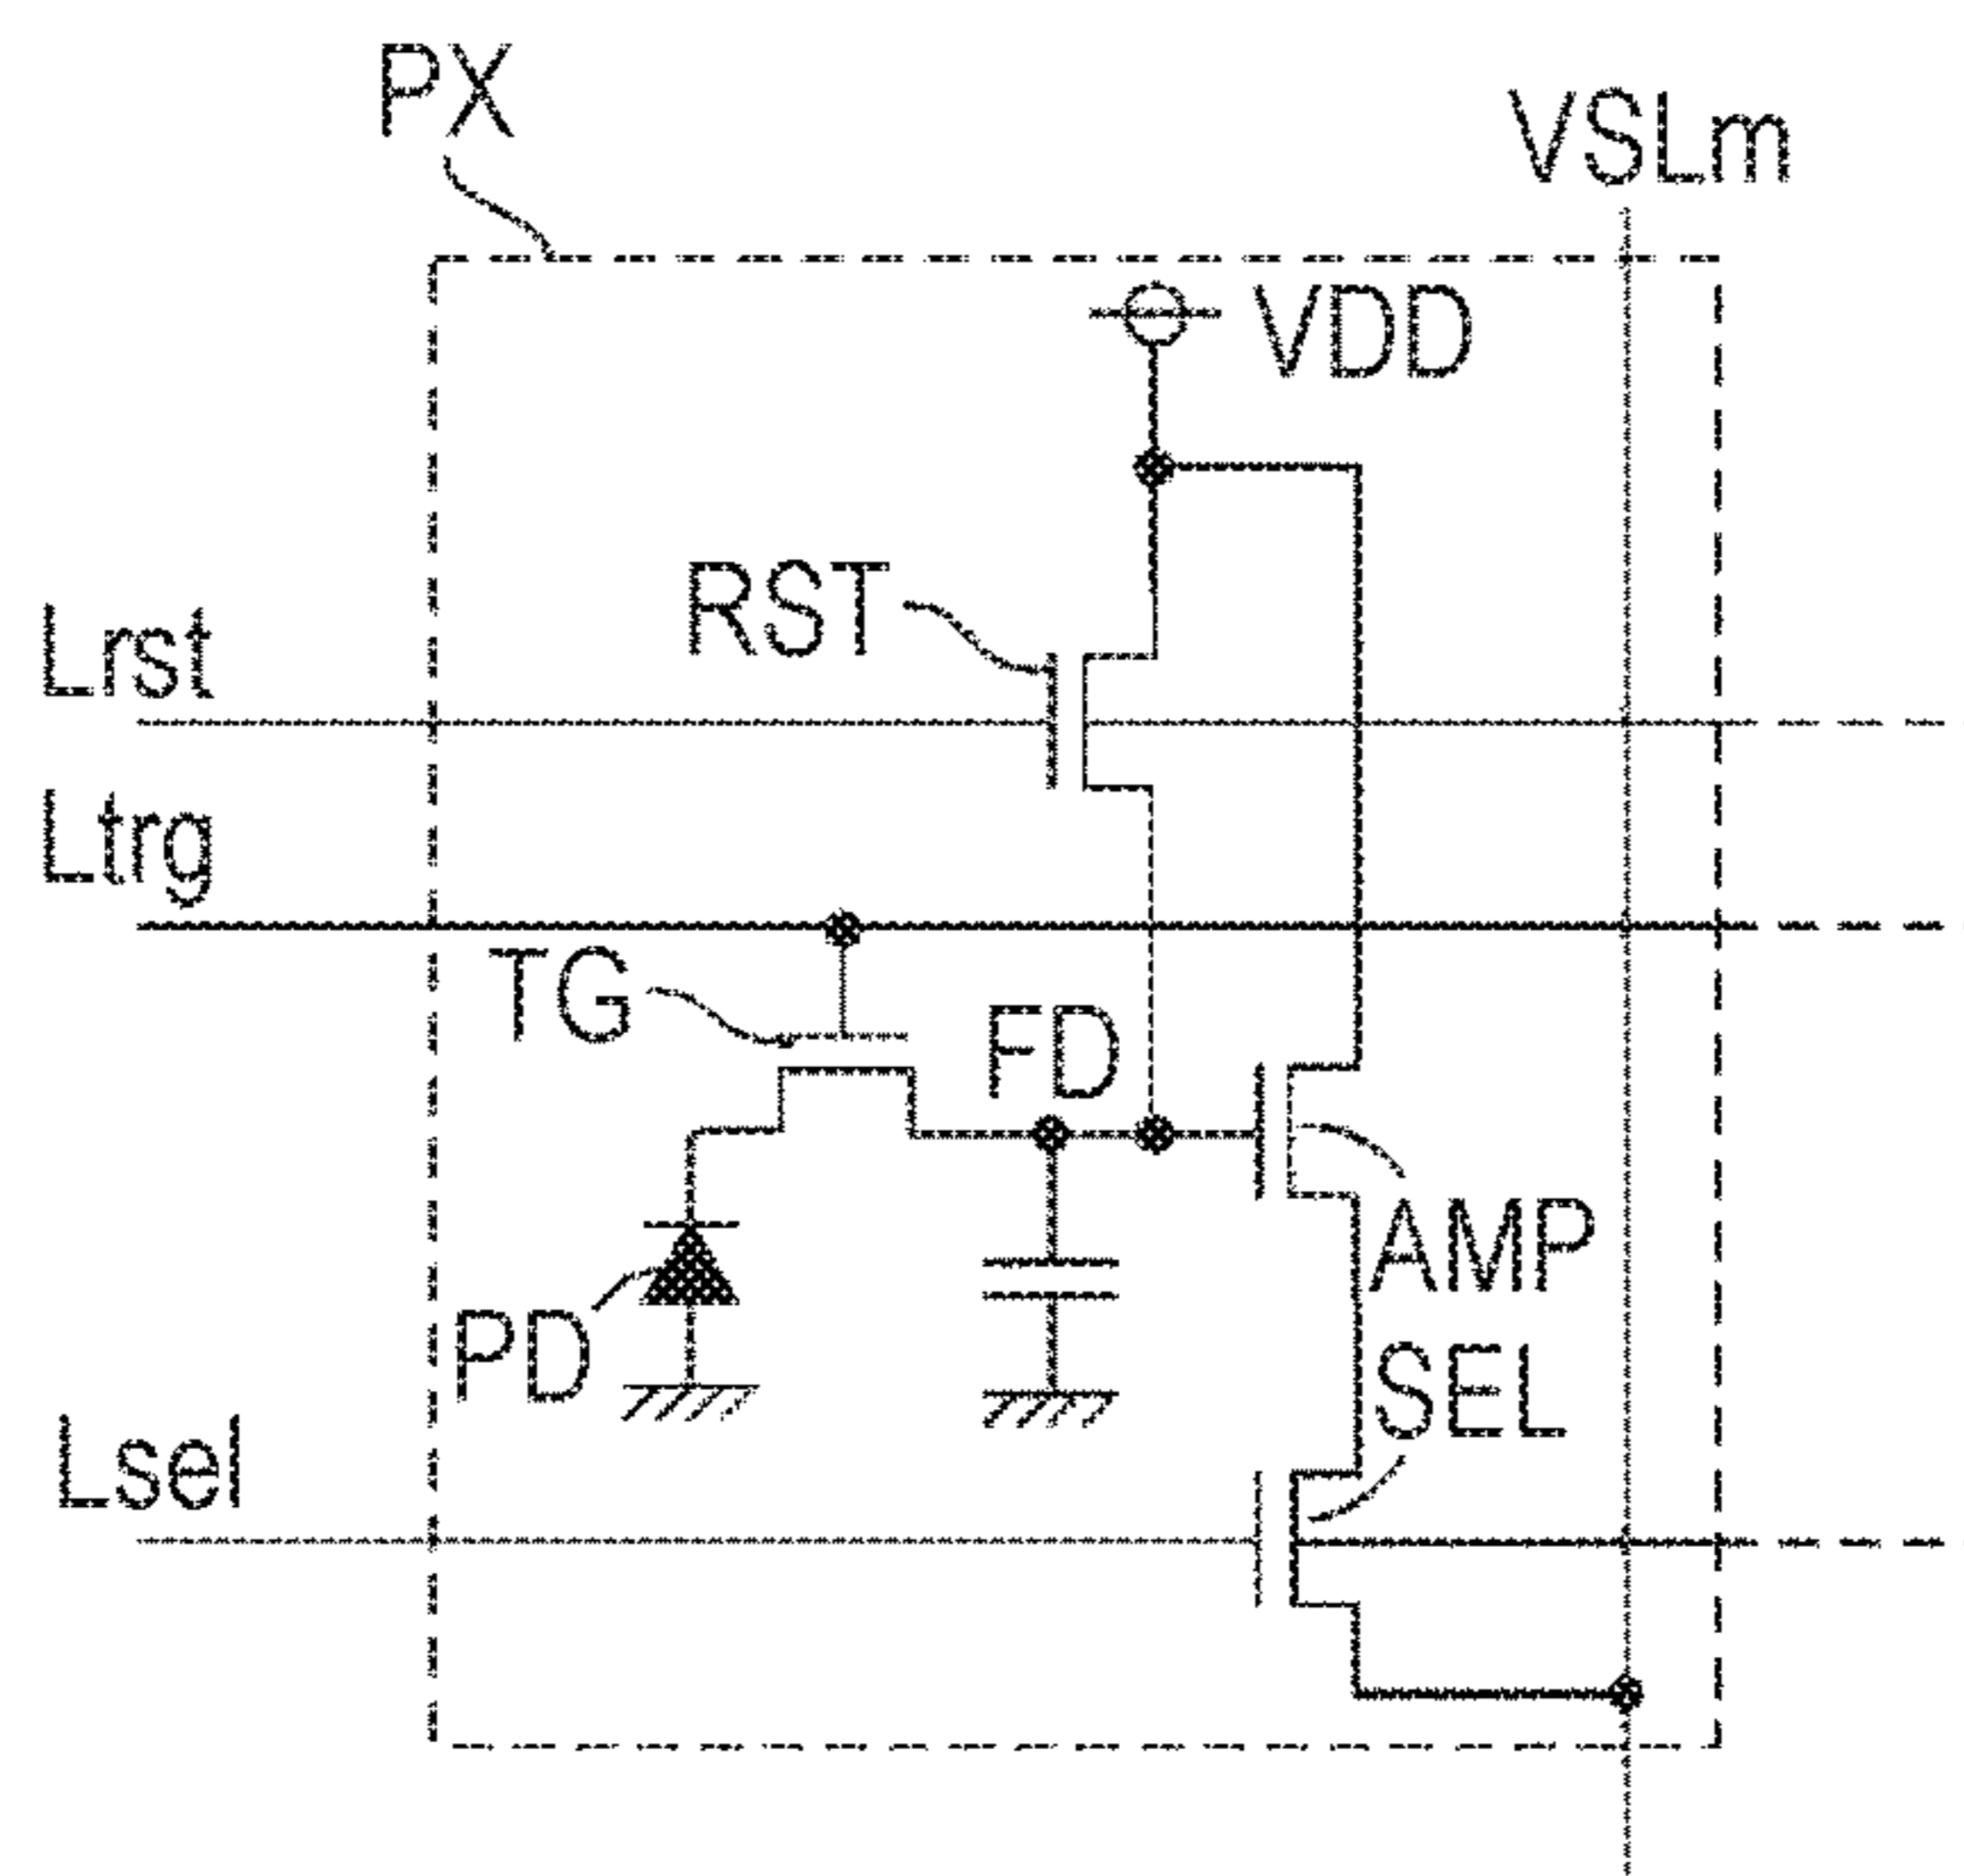 PX
VSLm
VDD
RST
Lrst
Ltrg
TG
FD
AMP
PD
SEL
Lsel